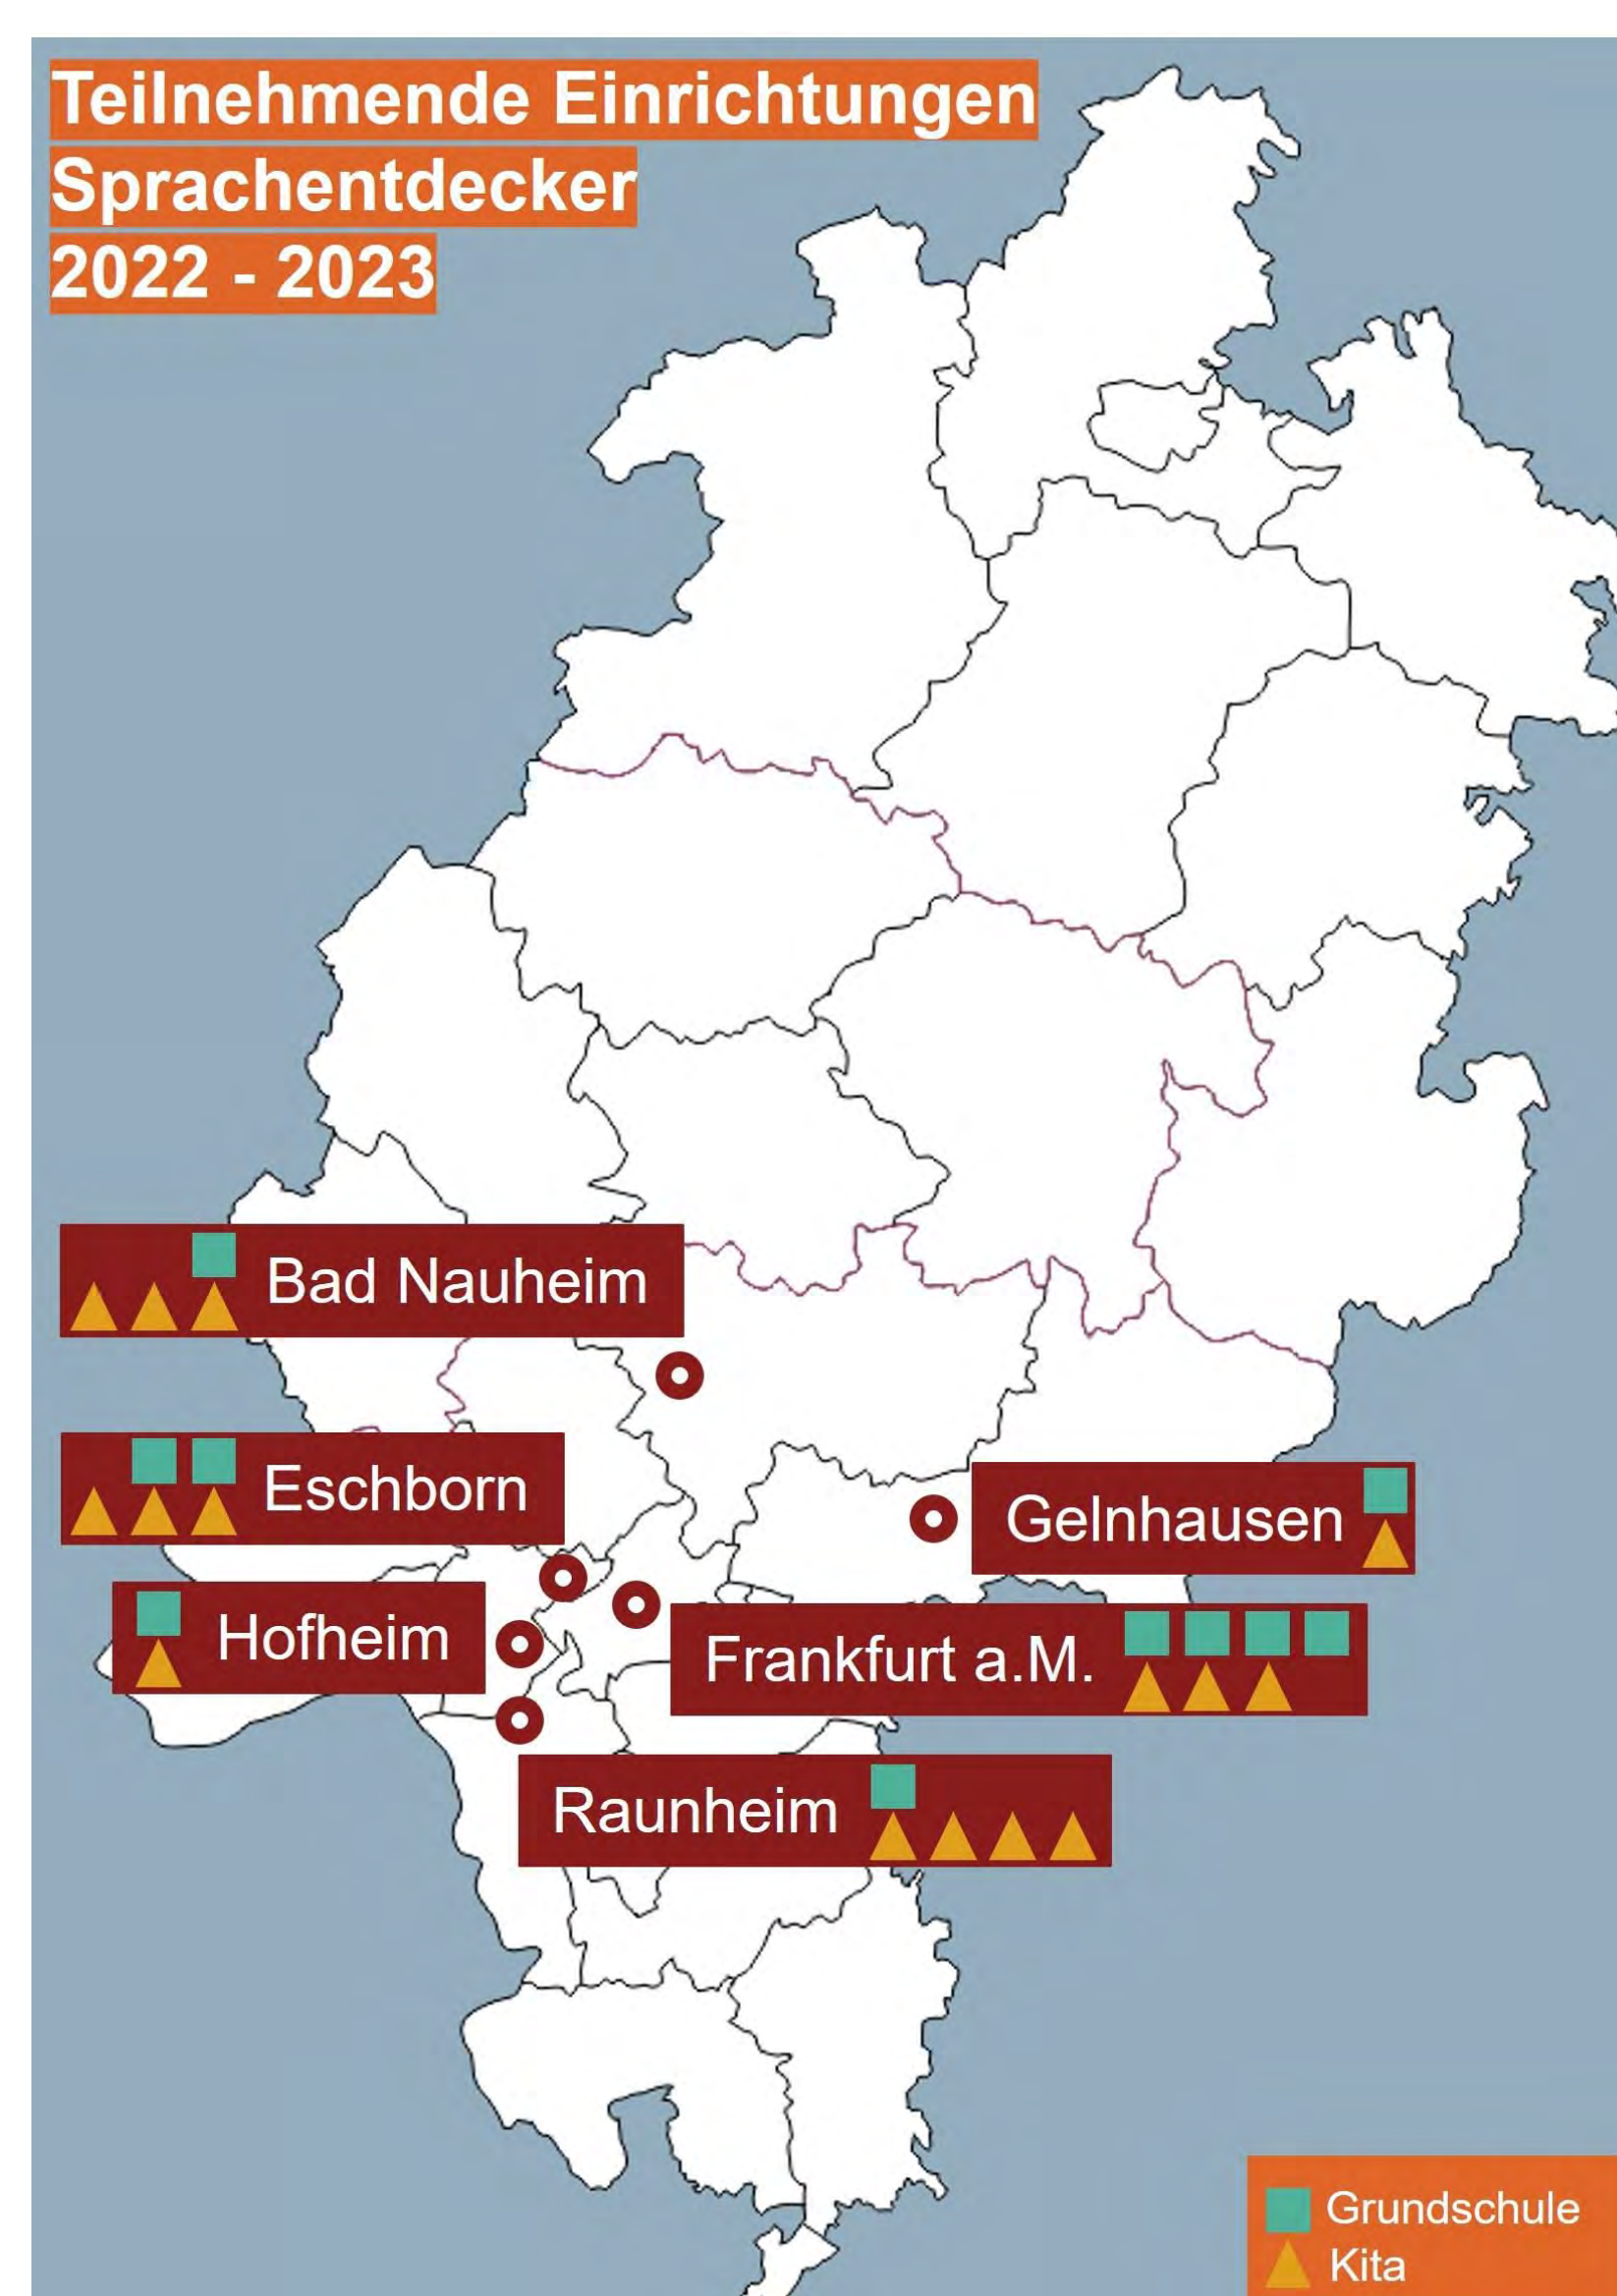 Teilnehmende Einrichtungen
Sprachentdecker
2022 - 2023
Bad Nauheim
Eschborn
Gelnhausen
Hofheim
Frankfurt a.M.
Raunheim
Grundschule
Kita